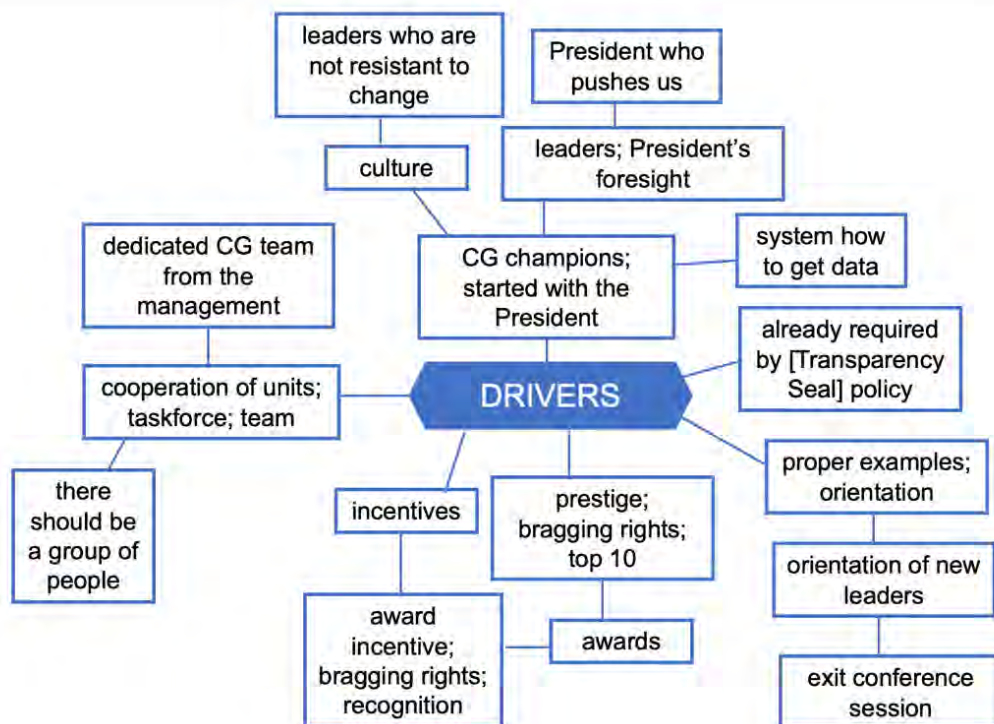 leaders who are
not resistant to
change
President who
pushes us
culture
leaders; President's
foresight
dedicated CG team
from the
management
CG champions;
started with the
President
system how
to get data
already required
by [Transparency
Seal] policy
cooperation of units;
taskforce; team
DRIVERS
there
should be
a group of
people
incentives
prestige;
bragging rights;
top 10
proper examples;
orientation
award
incentive;
bragging rights;
recognition
awards
orientation of new
leaders
exit conference
session